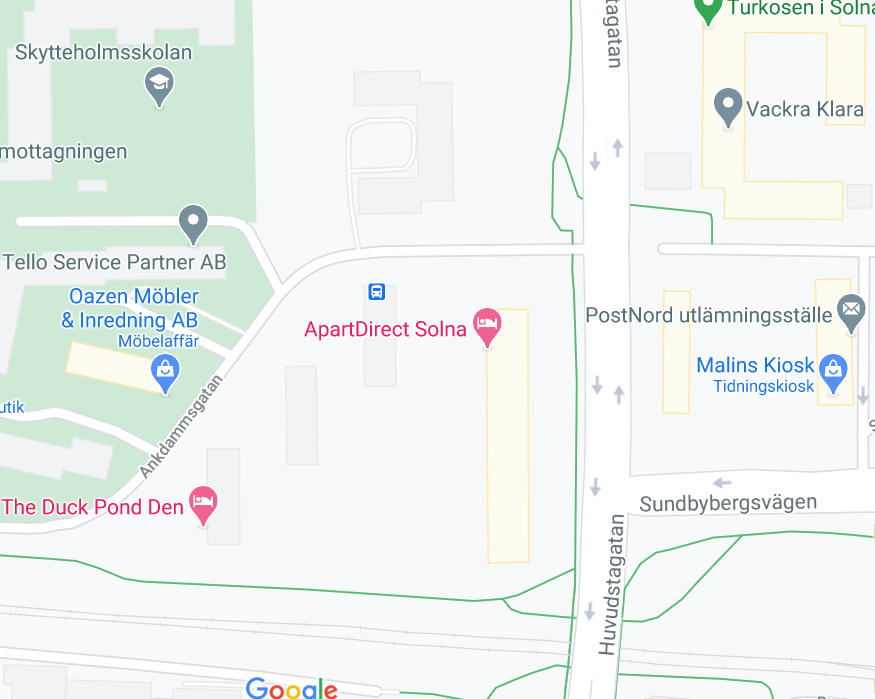 stagatan
Turkosen i Solna
Skytteholmsskolan
Vackra Klara
mottagningen
Tello Service Partner AB
Oazen Möbler
& Inredning AB
Möbelaffär
ApartDirect Solna
PostNord utlämningsställe
Malins Kiosk
Tidningskiosk
utik
Ankdammsgatan
The Duck Pond Den
Sundbybergsvägen
Huvudstagatan
Google